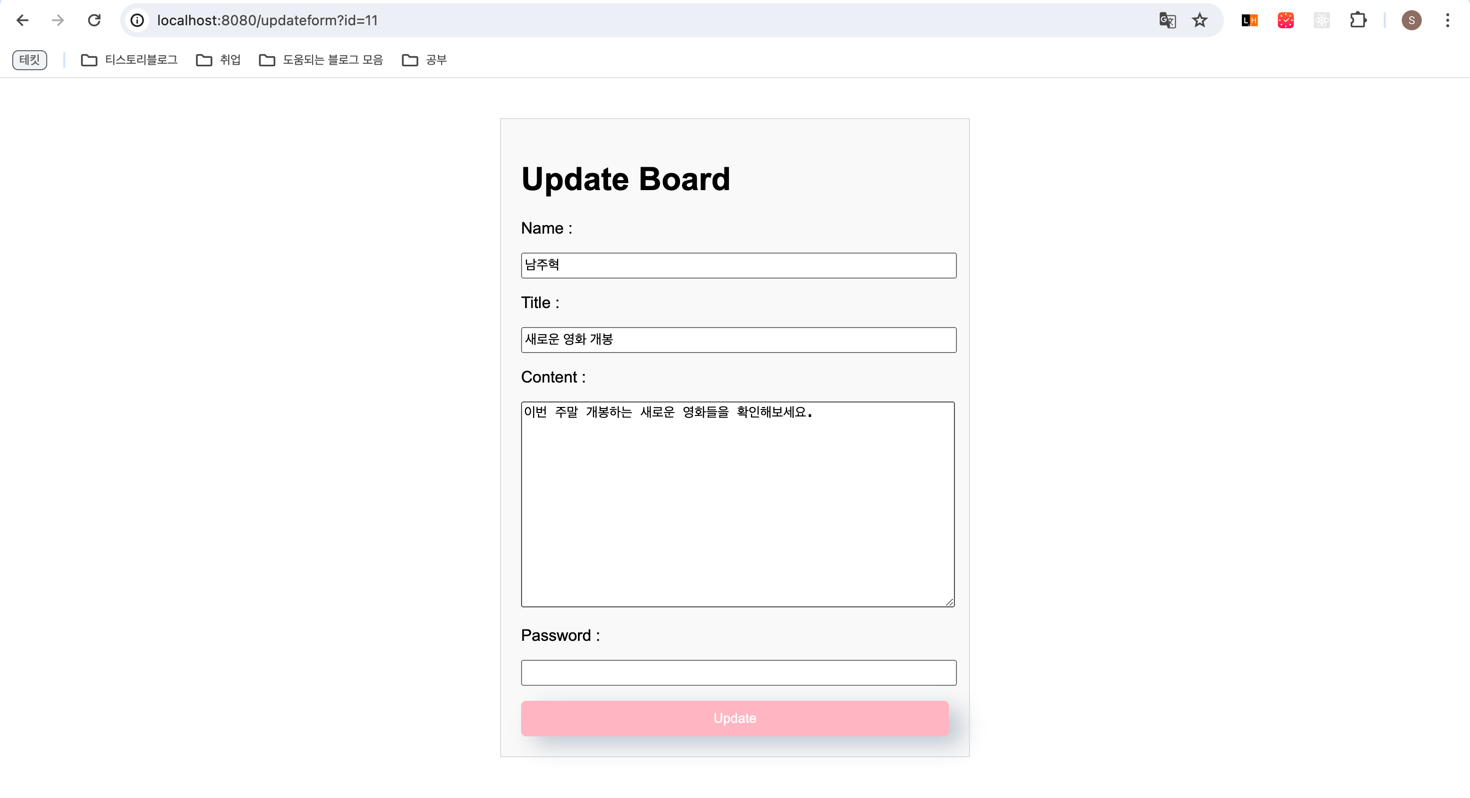 localhost:8080/updateform?id=11
S
테킷 티스토리블로그 취업 도움되는 블로그 모음 공부
Update Board
Name :
남주혁
Title :
새로운 영화 개봉
Content :
이번 주말 개봉하는 새로운 영화들을 확인해보세요.
Password :
Update